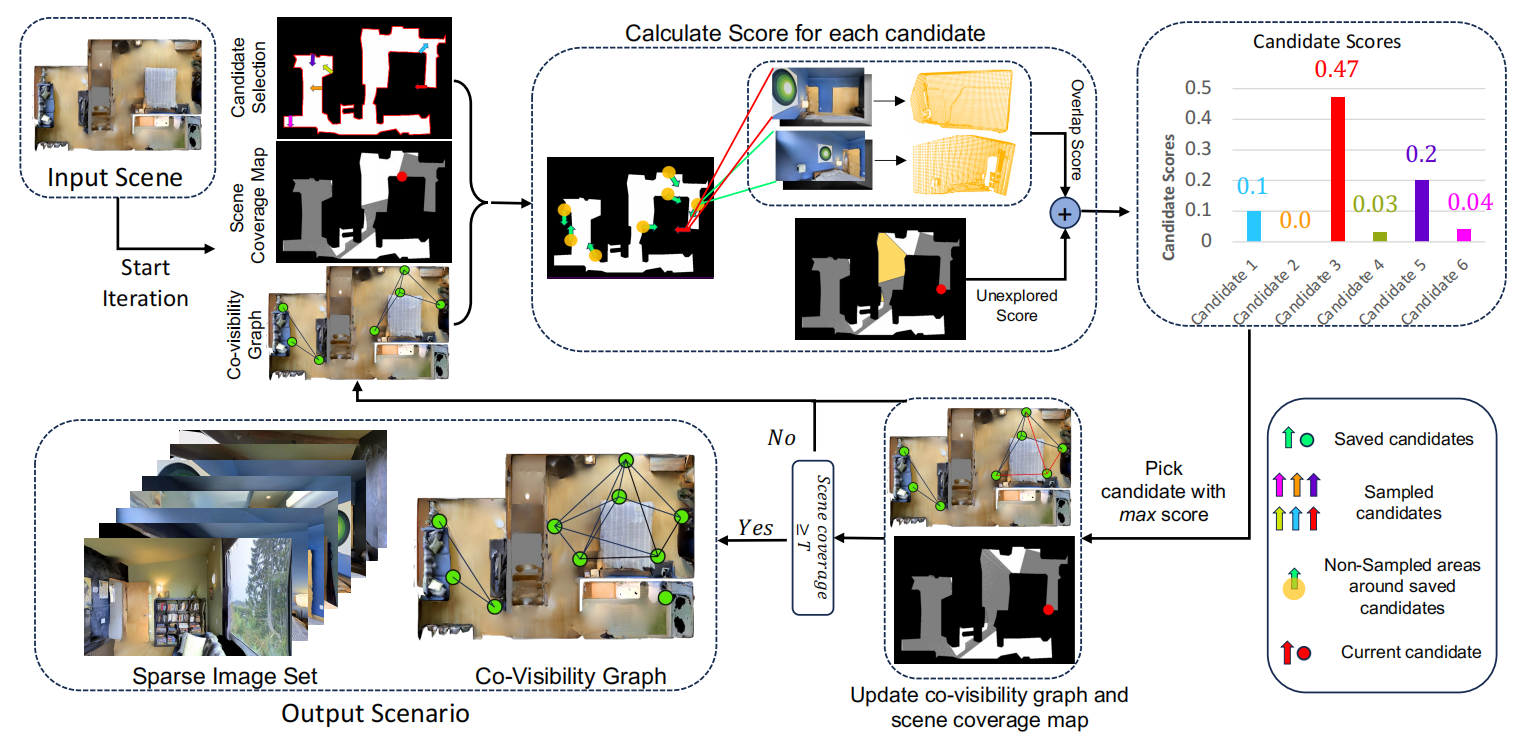 Input Scene
Start
Iteration
Candidate
Selection
Scene
Coverage Map
Co-visibility
Graph
Calculate Score for each candidate
Overlap Score
+
Unexplored
Score
Candidate Scores
Candidate Scores
0.5
0.4
0.3
0.2
0.1
0
0.1
0.0
0.47
0.03
0.2
0.04
Candidate 1
Candidate 2
Candidate 3
Candidate 4
Candidate 5
Candidate 6
Pick
candidate with
max score
Saved candidates
Sampled
candidates
Non-Sampled areas
around saved
candidates
Current candidate
Update co-visibility graph and
scene coverage map
Scene coverage
≥ T
No
Yes
Sparse Image Set
Co-Visibility Graph
Output Scenario